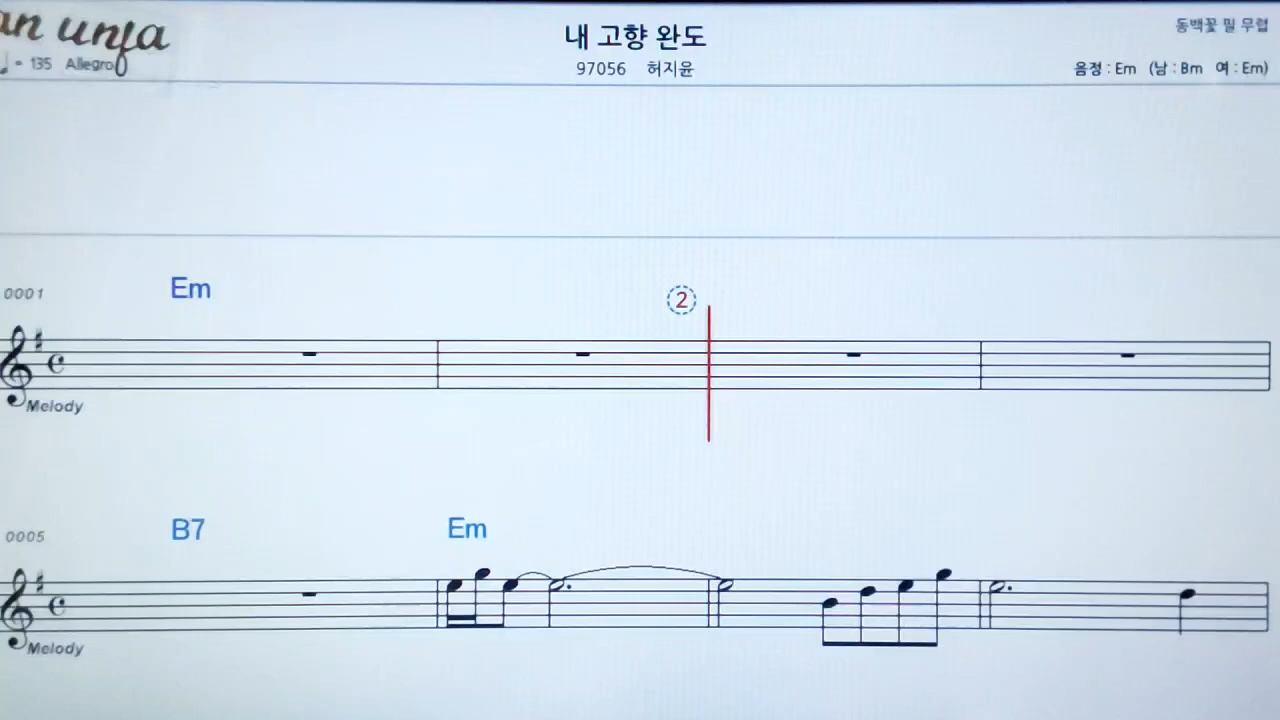 an unfa
♩ = 135 Allegro
내 고향 완도
97056 허지윤
동백꽃 필 무렵
음정 : Em (남 : Bm 여 : Em)
0001
Em
2
Melody
0005
B7 Em
Melody